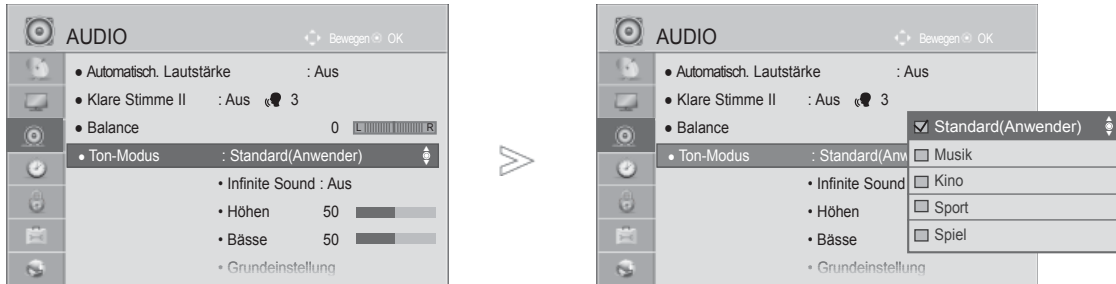 AUDIO
Bewegen OK
● Automatisch. Lautstärke : Aus
● Klare Stimme II : Aus 3
● Balance 0 L R
● Ton-Modus : Standard(Anwender)
• Infinite Sound : Aus
• Höhen 50
• Bässe 50
• Grundeinstellung
AUDIO
Bewegen OK
● Automatisch. Lautstärke : Aus
● Klare Stimme II : Aus 3
● Balance
● Ton-Modus : Standard(Anw
• Infinite Sound
• Höhen
• Bässe
• Grundeinstellung
Standard(Anwender)
Musik
Kino
Sport
Spiel